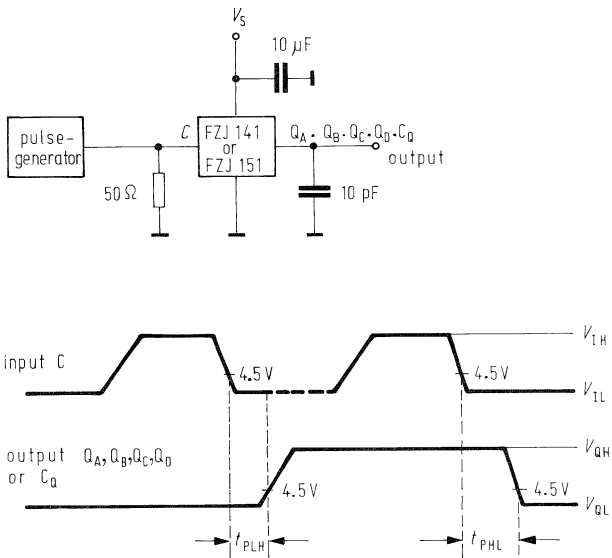 V_S
10 µF
pulse-
generator
C
FZJ 141
or
FZJ 151
Q_A . Q_B . Q_C . Q_D . C_Q
output
50 Ω
10 pF
input C
4.5 V
4.5 V
V_IH
V_IL
output Q_A, Q_B, Q_C, Q_D
or C_Q
4.5 V
4.5 V
V_QH
V_QL
t_PLH
t_PHL